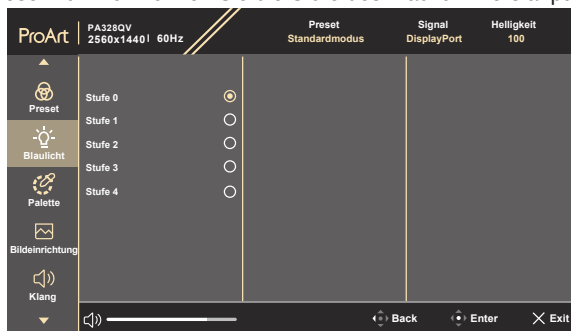 ProArt
PA328QV
2560x1440 60Hz
Preset
Standardmodus
Signal
DisplayPort
Helligkeit
100
Preset
Blaulicht
Palette
Bildeinrichtung
Klang
Stufe 0
Stufe 1
Stufe 2
Stufe 3
Stufe 4
Back
Enter
Exit